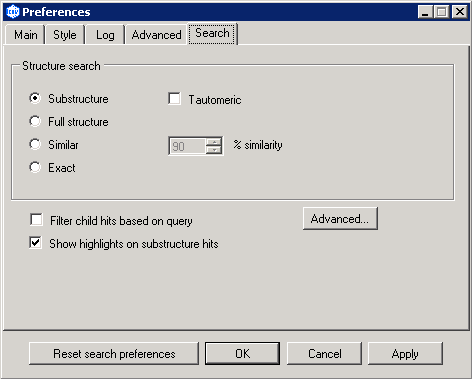 Preferences
Main Style Log Advanced Search
Structure search
Substructure Tautomeric
Full structure
Similar 90 % similarity
Exact
Filter child hits based on query Advanced...
Show highlights on substructure hits
Reset search preferences OK Cancel Apply